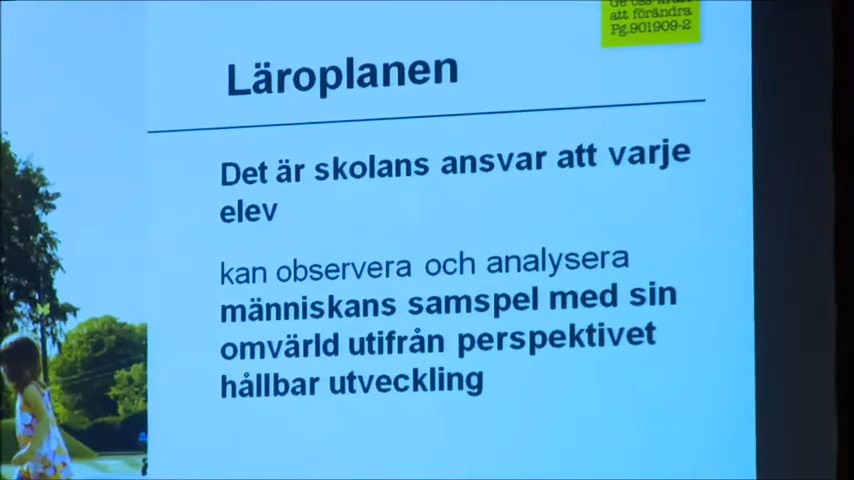 att förändra
Pg.901909-2
Läroplanen
Det är skolans ansvar att varje
elev
kan observera och analysera
människans samspel med sin
omvärld utifrån perspektivet
hållbar utveckling